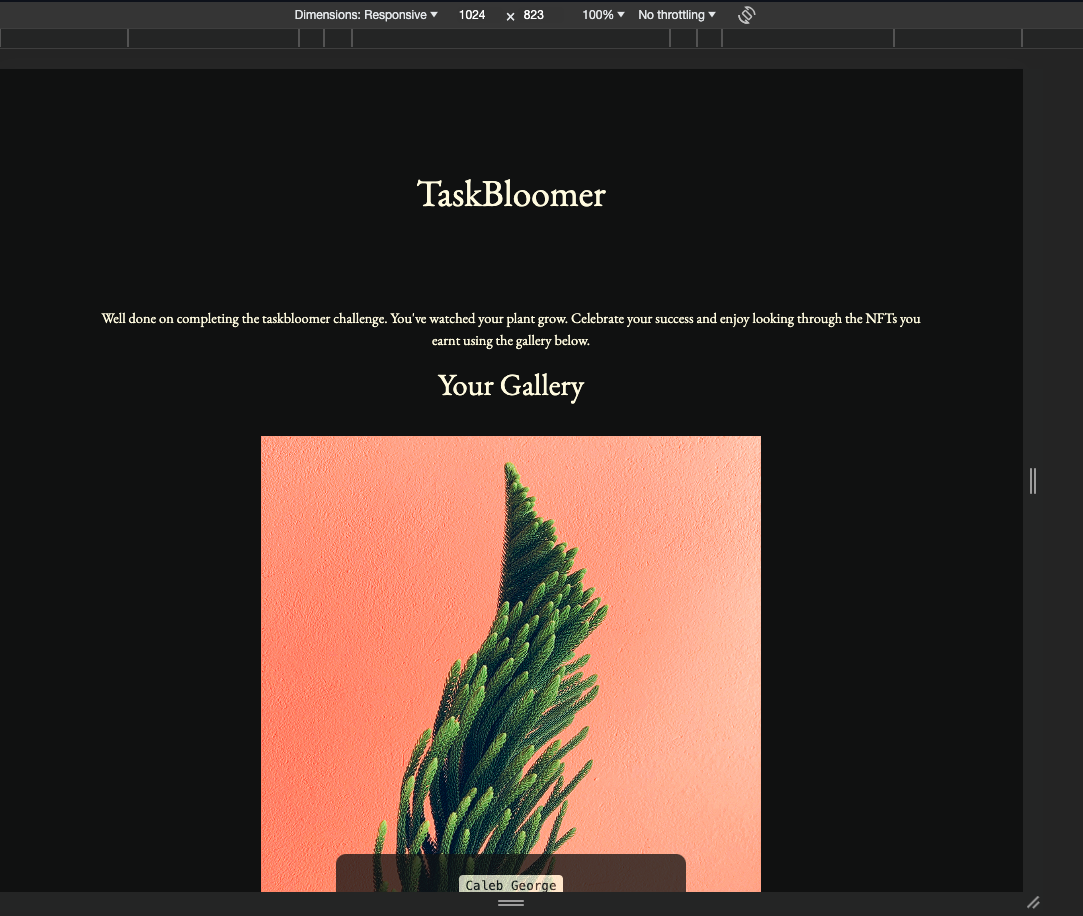 Dimensions: Responsive 1024 × 823 100% No throttling
TaskBloomer
Well done on completing the taskbloomer challenge. You've watched your plant grow. Celebrate your success and enjoy looking through the NFTs you
earnt using the gallery below.
Your Gallery
Caleb George